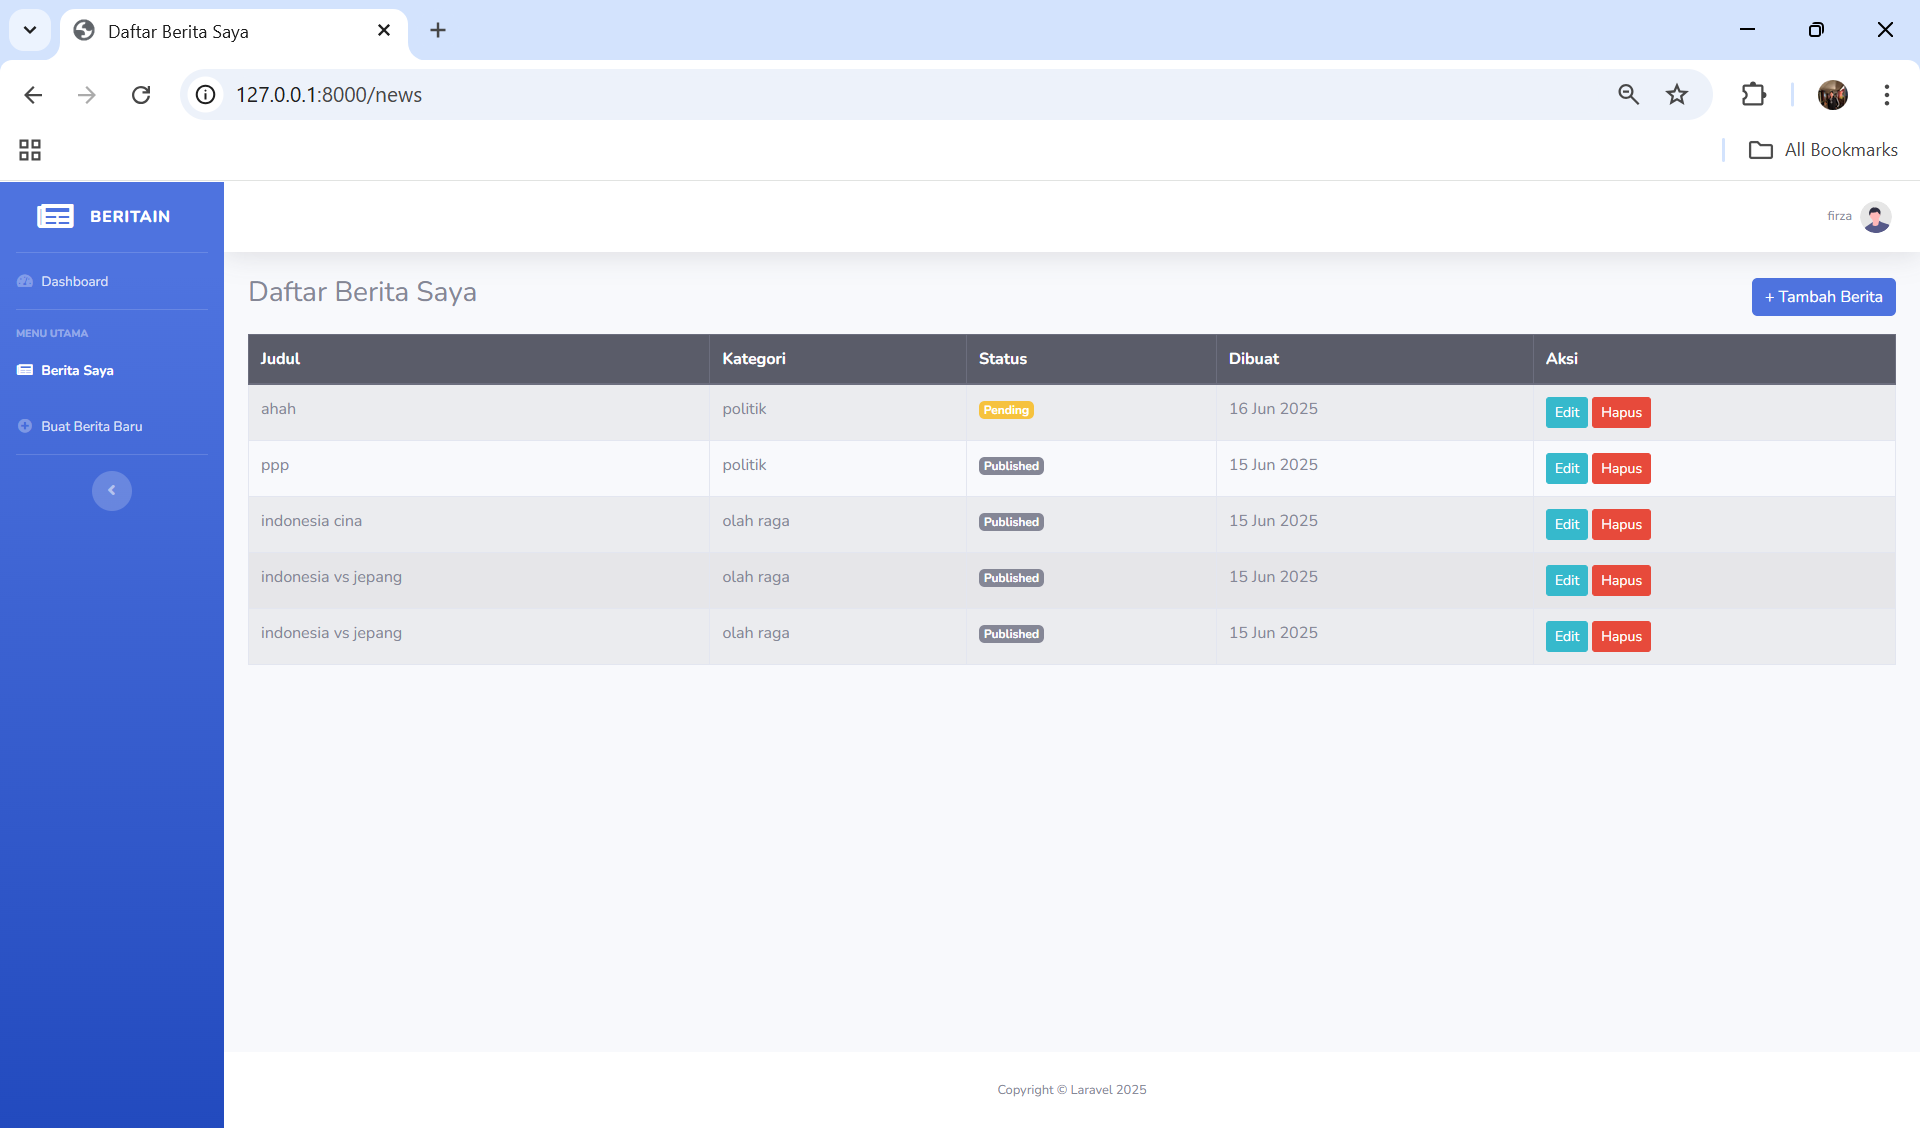 Daftar Berita Saya
127.0.0.1:8000/news
All Bookmarks
BERITAIN
firza
Dashboard
MENU UTAMA
Berita Saya
Buat Berita Baru
Daftar Berita Saya
+ Tambah Berita
Judul Kategori Status Dibuat Aksi
ahah politik Pending 16 Jun 2025 Edit Hapus
ppp politik Published 15 Jun 2025 Edit Hapus
indonesia cina olah raga Published 15 Jun 2025 Edit Hapus
indonesia vs jepang olah raga Published 15 Jun 2025 Edit Hapus
indonesia vs jepang olah raga Published 15 Jun 2025 Edit Hapus
Copyright © Laravel 2025